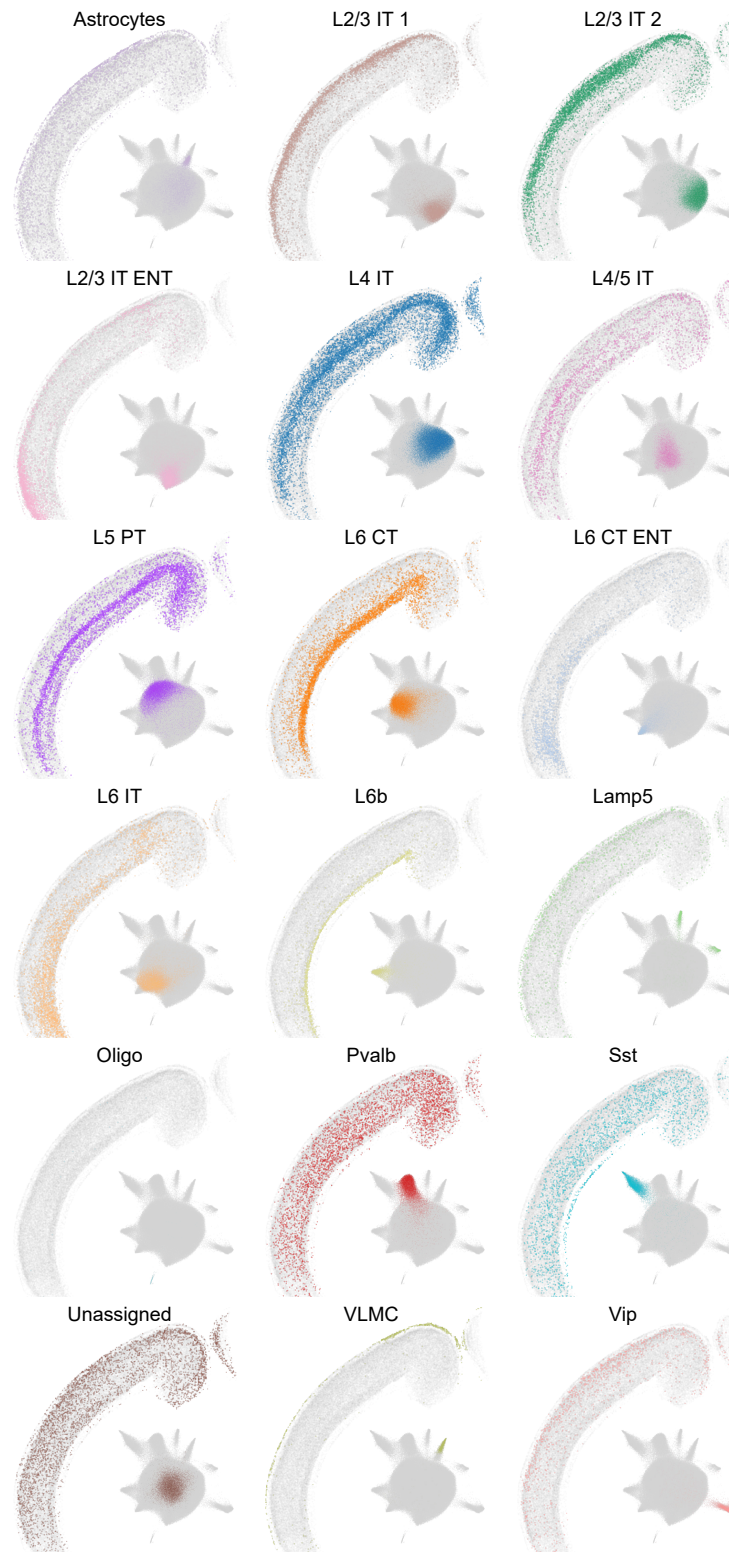 Astrocytes
L2/3 IT 1
L2/3 IT 2
L2/3 IT ENT
L4 IT
L4/5 IT
L5 PT
L6 CT
L6 CT ENT
L6 IT
L6b
Lamp5
Oligo
Pvalb
Sst
Unassigned
VLMC
Vip